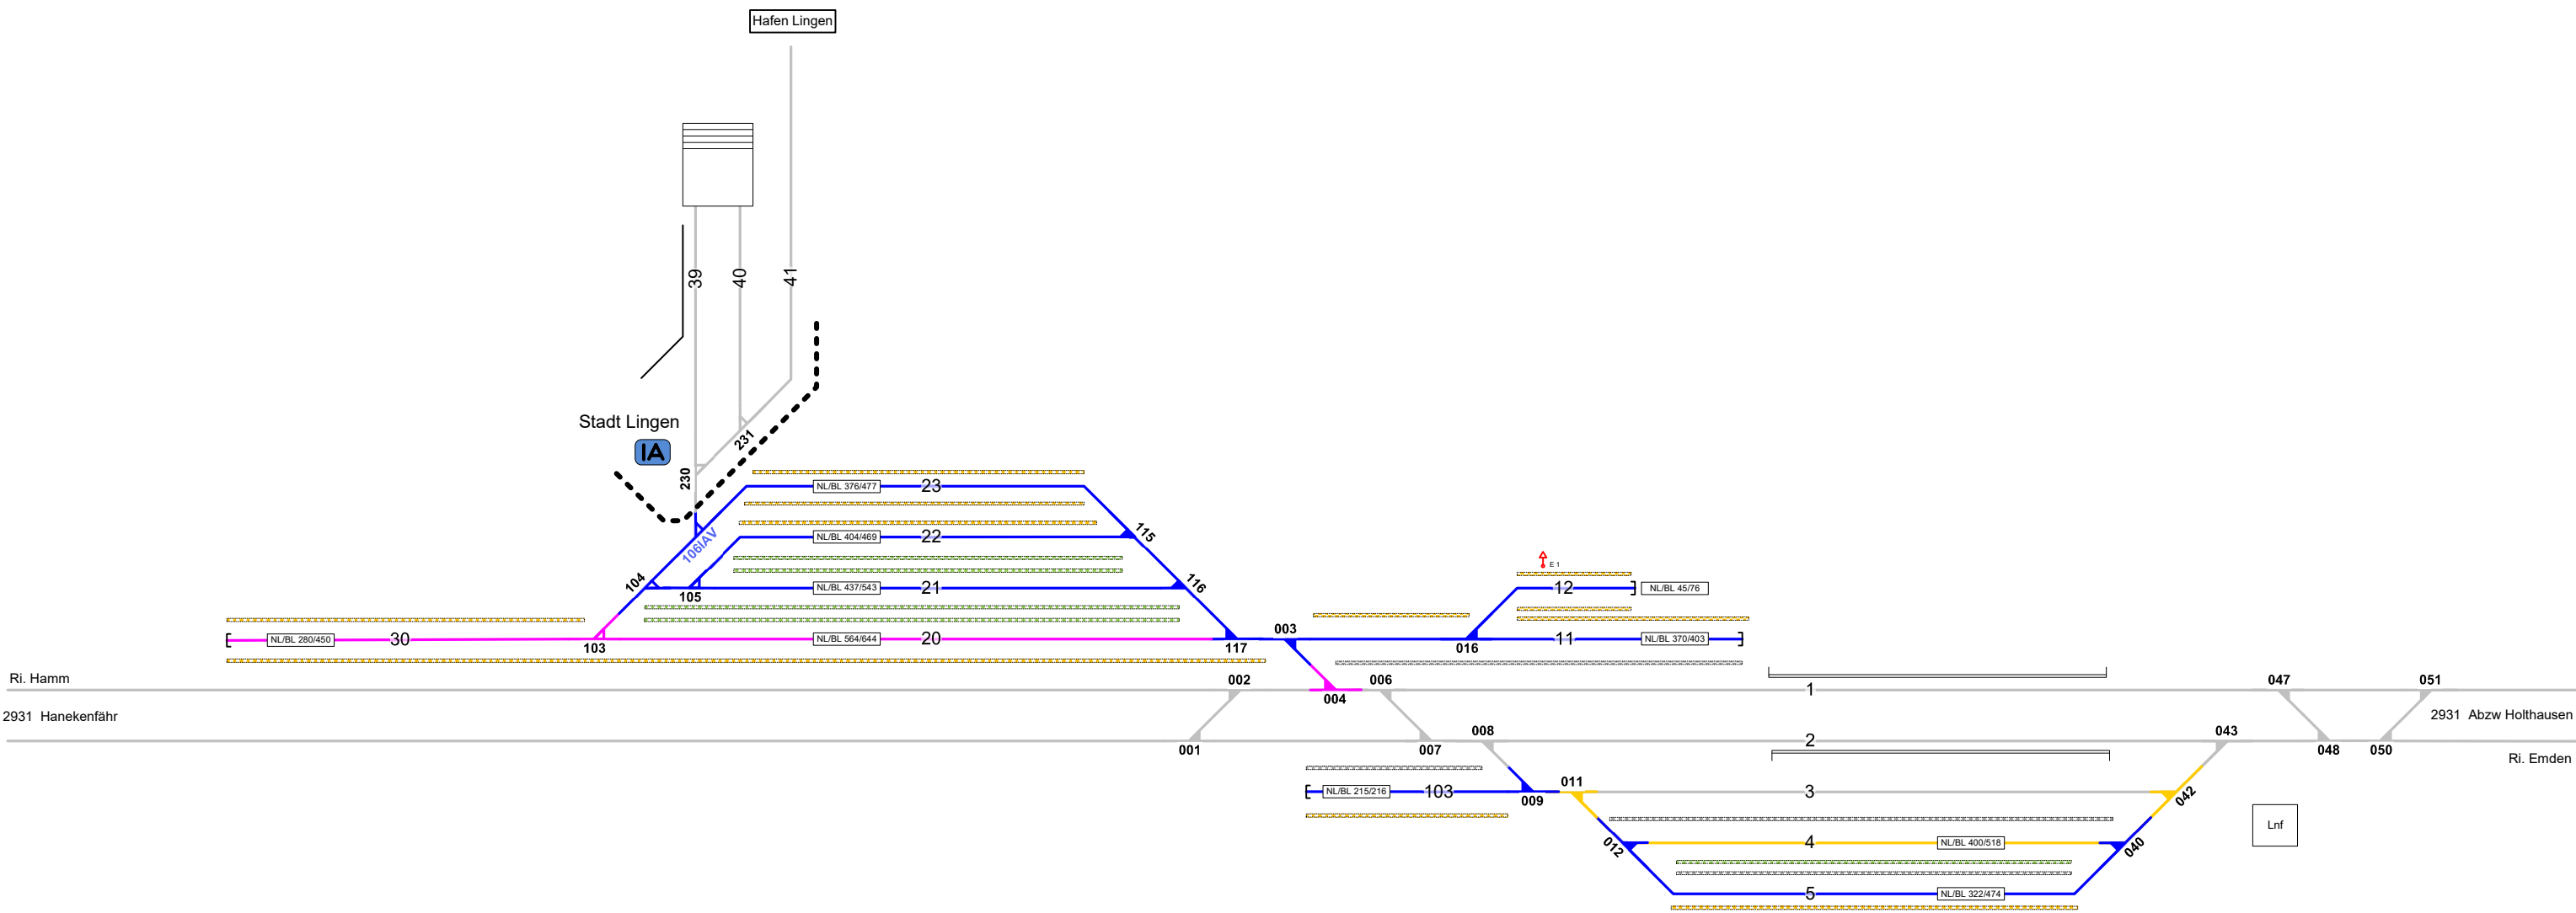 Hafen Lingen
39
40
41
Stadt Lingen
IA
231
230
NL/BL 376/477
23
106IAV
115
NL/BL 404/469
22
E 1
104
105
NL/BL 437/543
21
116
12
NL/BL 45/76
NL/BL 280/450
30
103
NL/BL 564/644
20
117
003
016
11
NL/BL 370/403
Ri. Hamm
002
004
006
1
047
051
2931 Hanekenfähr
2931 Abzw Holthausen
001
007
008
2
043
048
050
Ri. Emden
NL/BL 215/216
103
009
011
3
042
Lnf
012
4
NL/BL 400/518
040
5
NL/BL 322/474